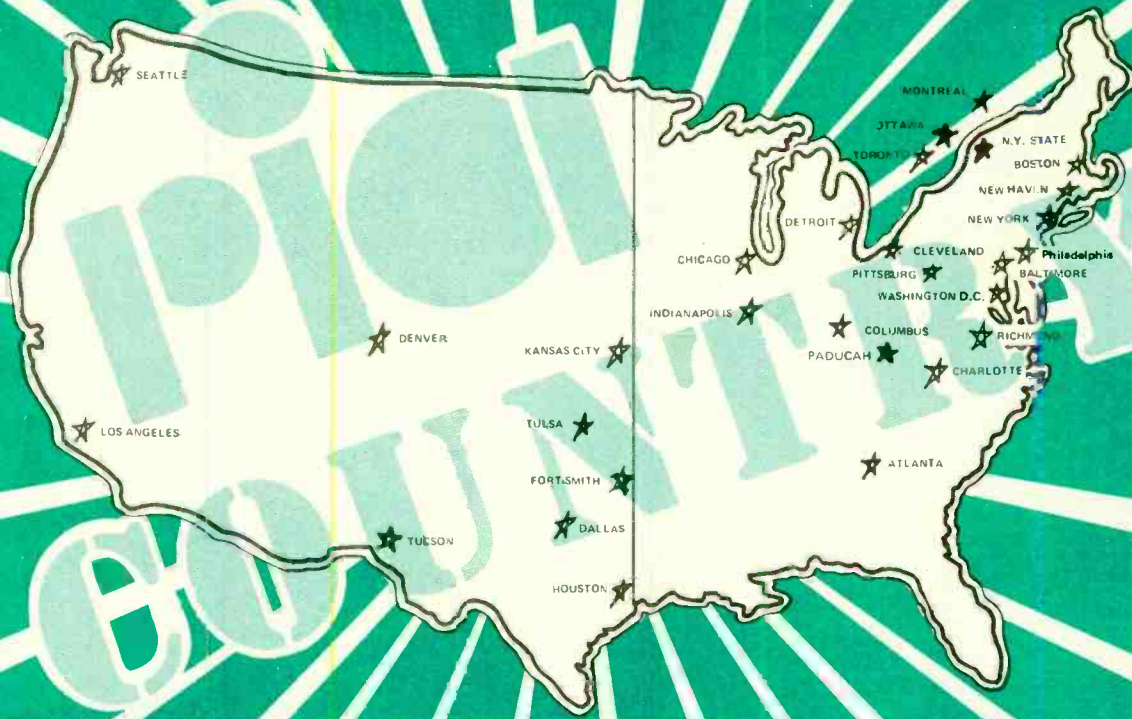 pidi
COUNTRY
SEATTLE
MONTREAL
OTTAWA
N.Y. STATE
TORONTO
BOSTON
NEW HAVEN
NEW YORK
DETROIT
CLEVELAND
Philadelphia
CHICAGO
PITTSBURG
BALTIMORE
WASHINGTON D.C.
INDIANAPOLIS
COLUMBUS
RICHMOND
DENVER
KANSAS CITY
PADUCAH
CHARLOTTE
TULSA
LOS ANGELES
ATLANTA
FORT SMITH
DALLAS
TUCSON
HOUSTON